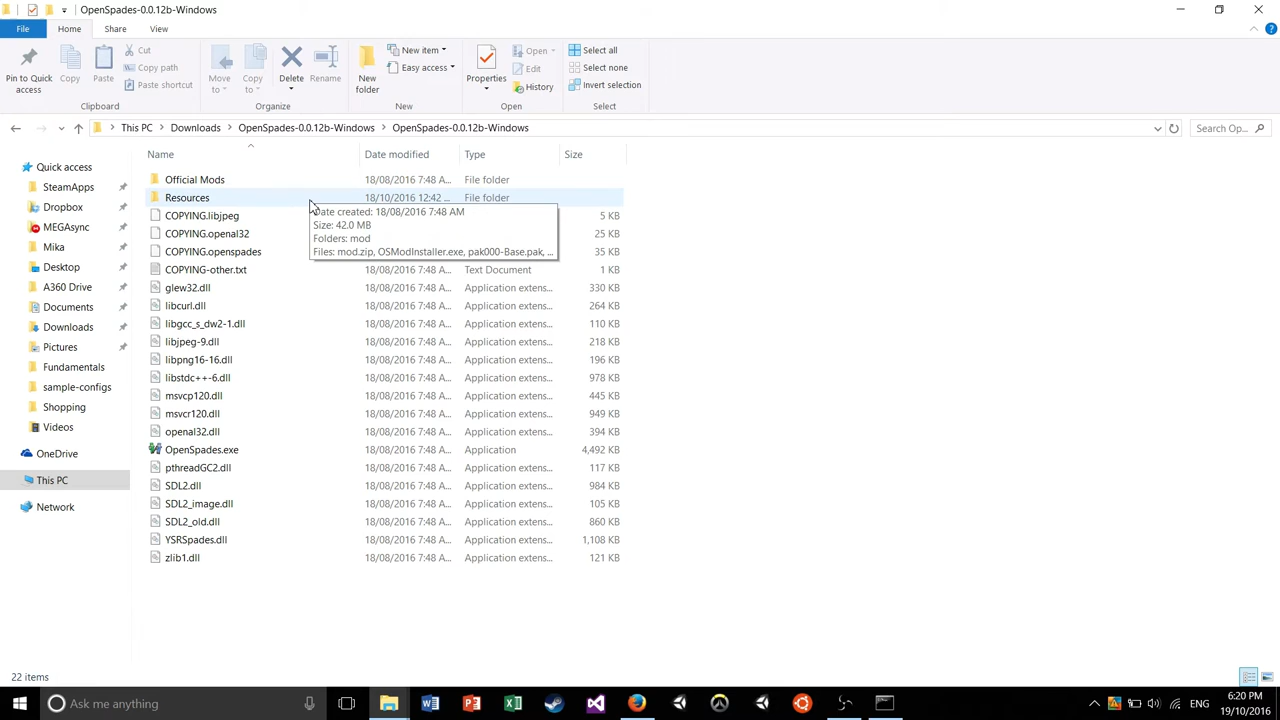 OpenSpades-0.0.12b-Windows
File Home Share View
Pin to Quick access
Copy
Paste
Cut
Copy path
Paste shortcut
Clipboard
Move to
Copy to
Delete
Rename
Organize
New folder
New item
Easy access
New
Properties
Open
Edit
History
Open
Select all
Select none
Invert selection
Select
This PC Downloads OpenSpades-0.0.12b-Windows OpenSpades-0.0.12b-Windows
Search Op...
Name Date modified Type Size
Quick access
SteamApps
Dropbox
MEGAsync
Mika
Desktop
A360 Drive
Documents
Downloads
Pictures
Fundamentals
sample-configs
Shopping
Videos
OneDrive
This PC
Network
Official Mods 18/08/2016 7:48 A... File folder
Resources 18/10/2016 12:42 ... File folder
COPYING.libjpeg 5 KB
COPYING.openal32 25 KB
COPYING.openspades 35 KB
Date created: 18/08/2016 7:48 AM
Size: 42.0 MB
Folders: mod
Files: mod.zip, OSModInstaller.exe, pak000-Base.pak, ...
COPYING-other.txt 18/08/2016 7:48 A... Text Document 1 KB
glew32.dll 18/08/2016 7:48 A... Application extens... 330 KB
libcurl.dll 18/08/2016 7:48 A... Application extens... 264 KB
libgcc_s_dw2-1.dll 18/08/2016 7:48 A... Application extens... 110 KB
libjpeg-9.dll 18/08/2016 7:48 A... Application extens... 218 KB
libpng16-16.dll 18/08/2016 7:48 A... Application extens... 196 KB
libstdc++-6.dll 18/08/2016 7:48 A... Application extens... 978 KB
msvcp120.dll 18/08/2016 7:48 A... Application extens... 445 KB
msvcr120.dll 18/08/2016 7:48 A... Application extens... 949 KB
openal32.dll 18/08/2016 7:48 A... Application extens... 394 KB
OpenSpades.exe 18/08/2016 7:48 A... Application 4,492 KB
pthreadGC2.dll 18/08/2016 7:48 A... Application extens... 117 KB
SDL2.dll 18/08/2016 7:48 A... Application extens... 984 KB
SDL2_image.dll 18/08/2016 7:48 A... Application extens... 105 KB
SDL2_old.dll 18/08/2016 7:48 A... Application extens... 860 KB
YSRSpades.dll 18/08/2016 7:48 A... Application extens... 1,108 KB
zlib1.dll 18/08/2016 7:48 A... Application extens... 121 KB
22 items
Ask me anything
6:20 PM
19/10/2016